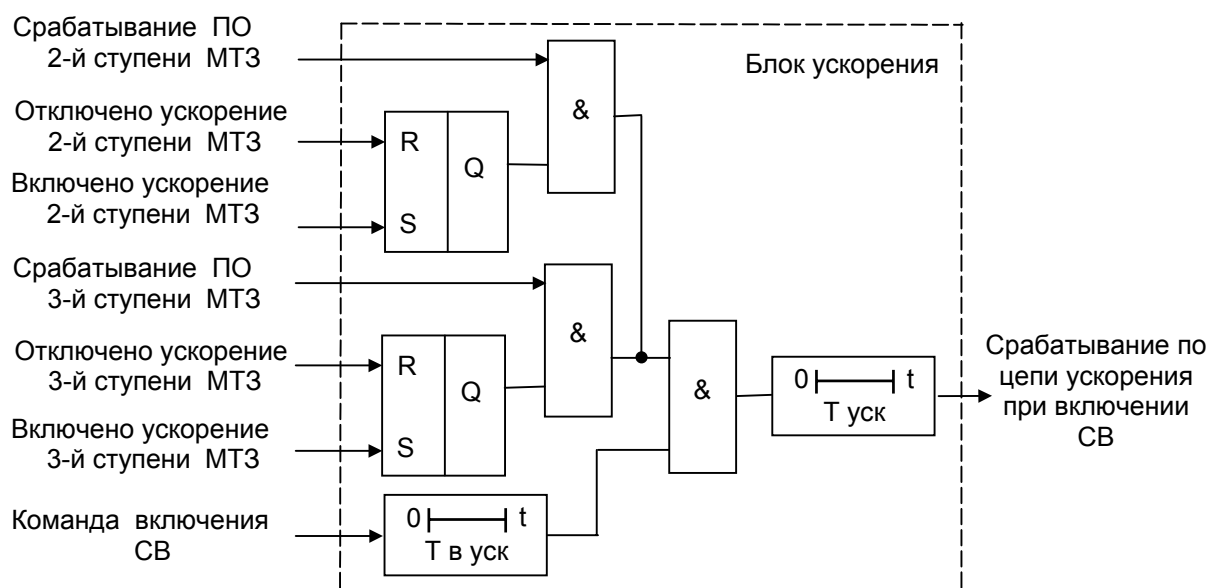 Срабатывание ПО
2-й ступени МТЗ
Блок ускорения
&
Отключено ускорение
2-й ступени МТЗ
R
Q
Включено ускорение
2-й ступени МТЗ
S
Срабатывание ПО
3-й ступени МТЗ
&
Отключено ускорение
3-й ступени МТЗ
R
Q
&
0 t
Т уск
Срабатывание по
цепи ускорения
при включении
СВ
Включено ускорение
3-й ступени МТЗ
S
Команда включения
СВ
0 t
Т в уск